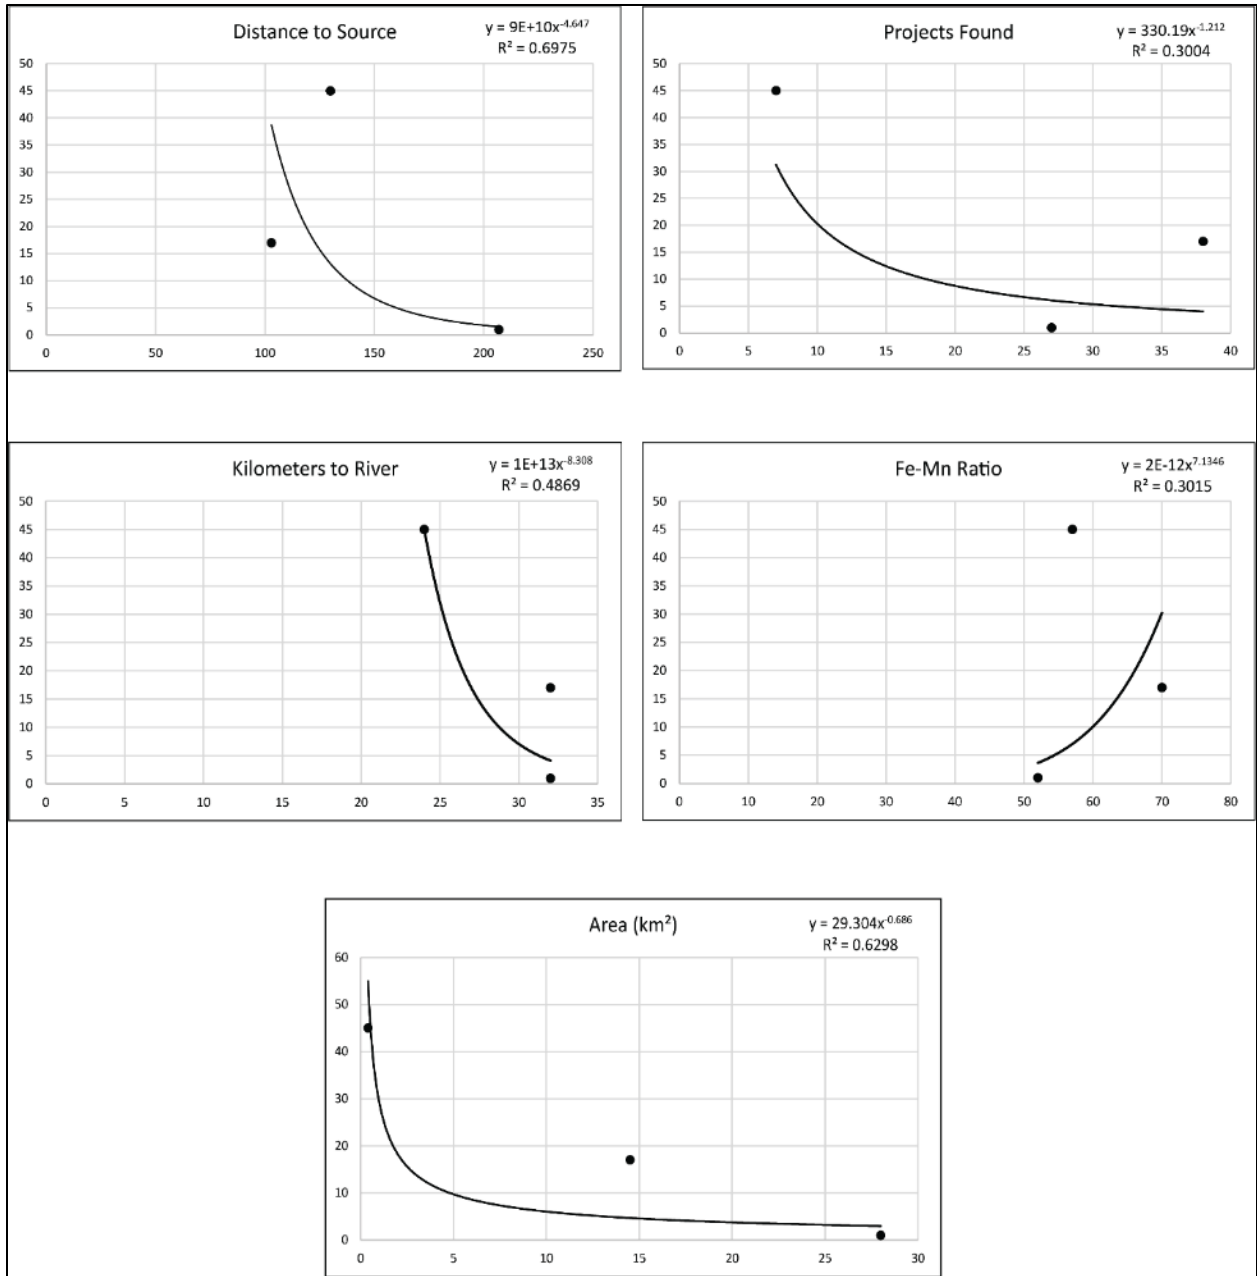 Distance to Source
y = 9E+10x^-4.647
R² = 0.6975
50
45
40
35
30
25
20
15
10
5
0
0 50 100 150 200 250
Projects Found
y = 330.19x^-1.212
R² = 0.3004
50
45
40
35
30
25
20
15
10
5
0
0 5 10 15 20 25 30 35 40
Kilometers to River
y = 1E+13x^-8.308
R² = 0.4869
50
45
40
35
30
25
20
15
10
5
0
0 5 10 15 20 25 30 35
Fe-Mn Ratio
y = 2E-12x^7.1346
R² = 0.3015
50
45
40
35
30
25
20
15
10
5
0
0 10 20 30 40 50 60 70 80
Area (km²)
y = 29.304x^-0.686
R² = 0.6298
60
50
40
30
20
10
0
0 5 10 15 20 25 30